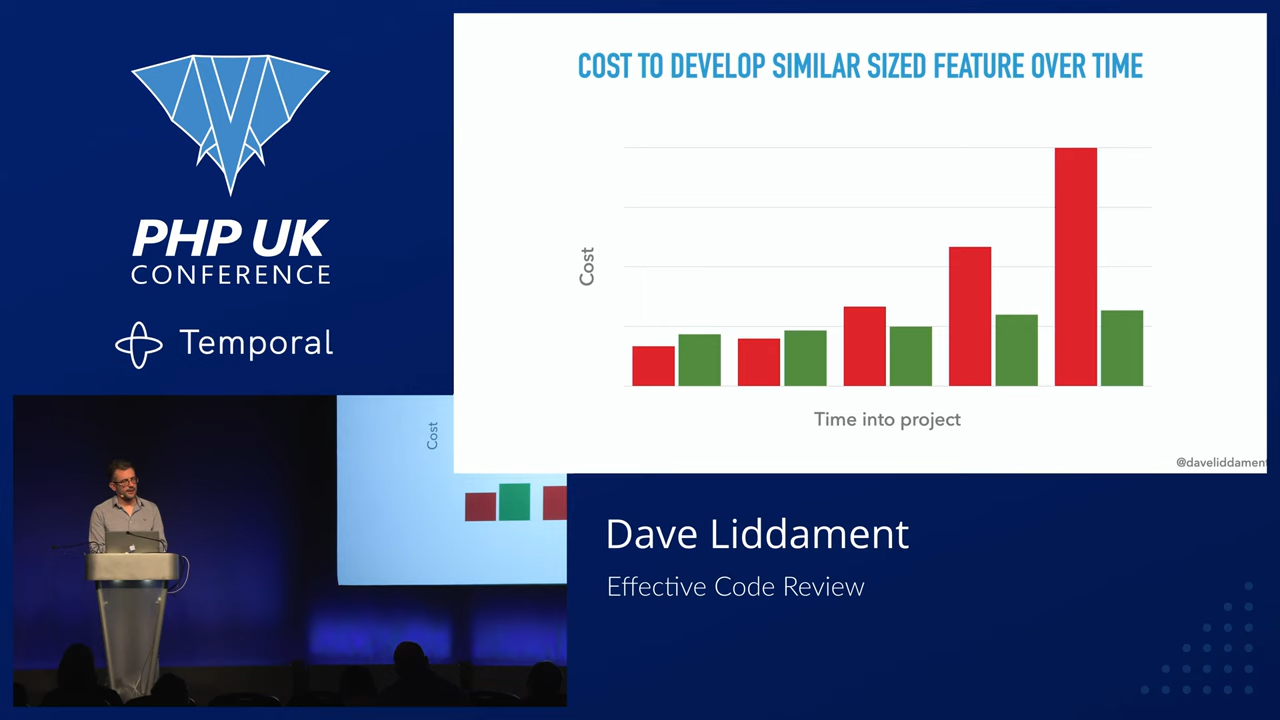 PHP UK
CONFERENCE
Temporal
COST TO DEVELOP SIMILAR SIZED FEATURE OVER TIME
Cost
Time into project
@daveliddament
Cost
Dave Liddament
Effective Code Review